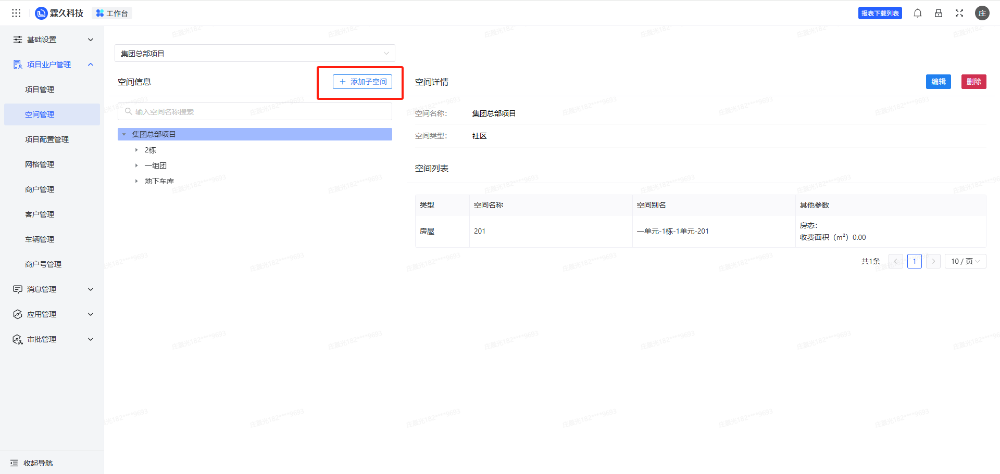 霖久科技
工作台
报表下载列表
庄
基础设置
项目业户管理
项目管理
空间管理
项目配置管理
网格管理
商户管理
客户管理
车辆管理
商户号管理
消息管理
应用管理
审批管理
收起导航
集团总部项目
空间信息
添加子空间
输入空间名称搜索
集团总部项目
2栋
一组团
地下车库
空间详情
编辑
删除
空间名称：
集团总部项目
空间类型：
社区
空间列表
类型
空间名称
空间别名
其他参数
房屋
201
一单元-1栋-1单元-201
房态：
收费面积（m²）0.00
共1条
1
10 / 页
庄晨光182****9693